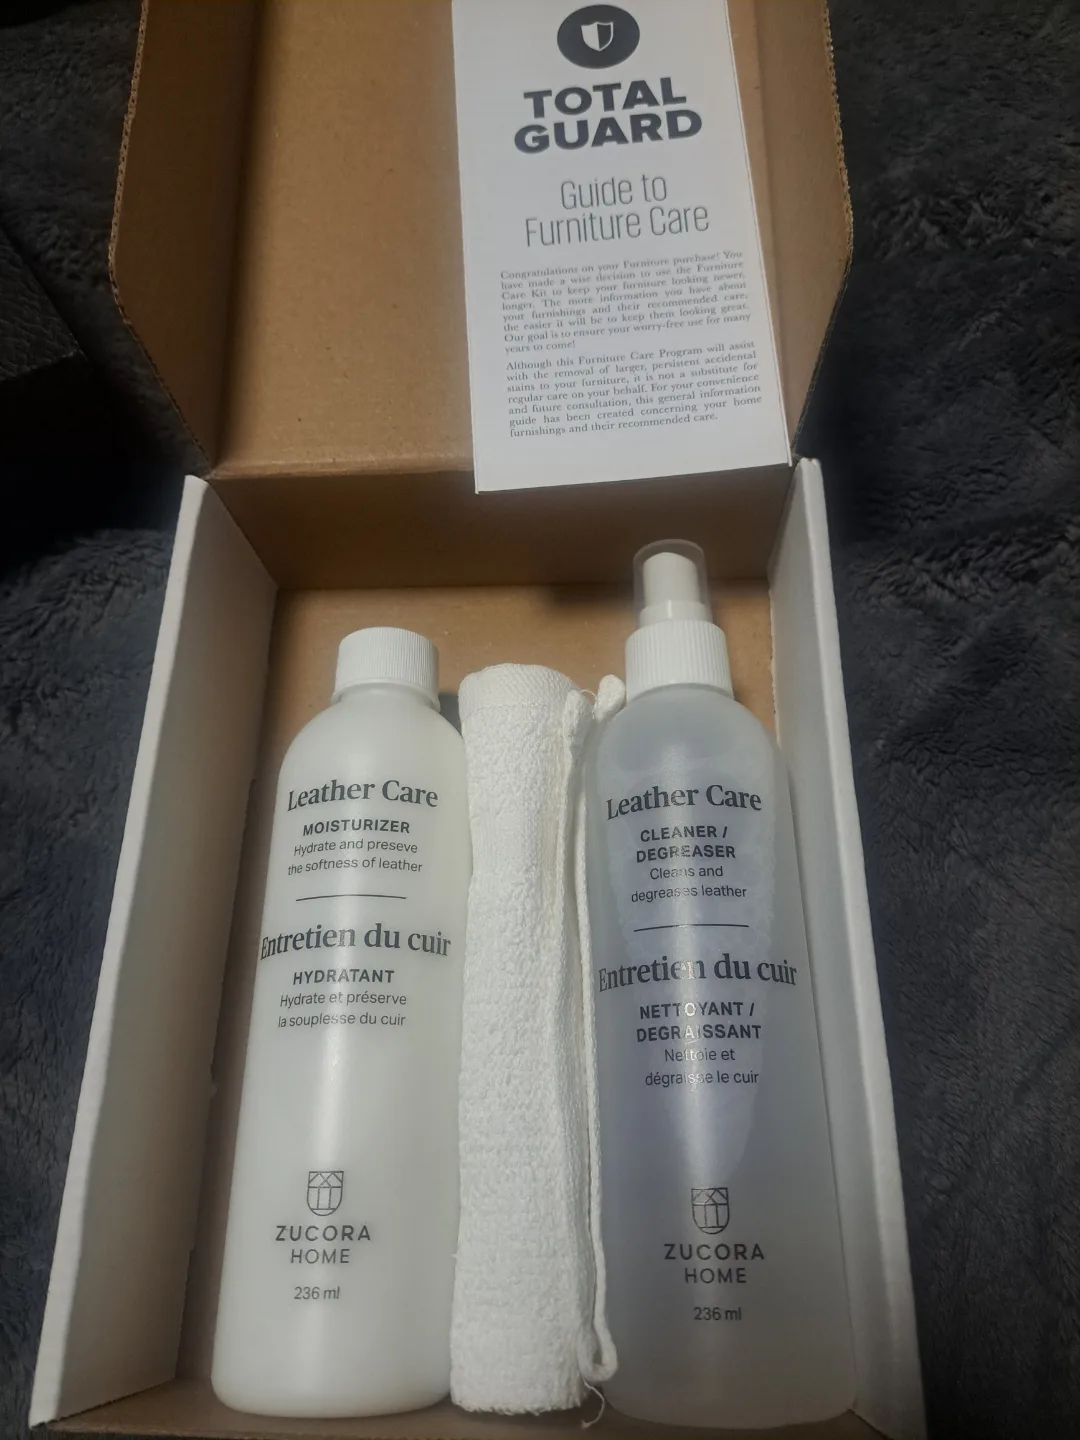 TOTAL
GUARD
Guide to
Furniture Care
Congratulations on your Furniture purchase! You
have made a wise decision to use the Furniture
Care Kit to keep your furniture looking newer,
longer. The more information you have about
your furnishings and their recommended care,
the easier it will be to keep them looking great.
Our goal is to ensure your worry-free use for many
years to come!
Although this Furniture Care Program will assist
with the removal of larger, persistent accidental
stains to your furniture, it is not a substitute for
regular care on your behalf. For your convenience
and future consultation, this general information
guide has been created concerning your home
furnishings and their recommended care.
Leather Care
MOISTURIZER
Hydrate and preseve
the softness of leather
Entretien du cuir
HYDRATANT
Hydrate et préserve
la souplesse du cuir
ZUCORA
HOME
236 ml
Leather Care
CLEANER /
DEGREASER
Cleans and
degreases leather
Entretien du cuir
NETTOYANT /
DEGRAISSANT
Nettoie et
dégraisse le cuir
ZUCORA
HOME
236 ml